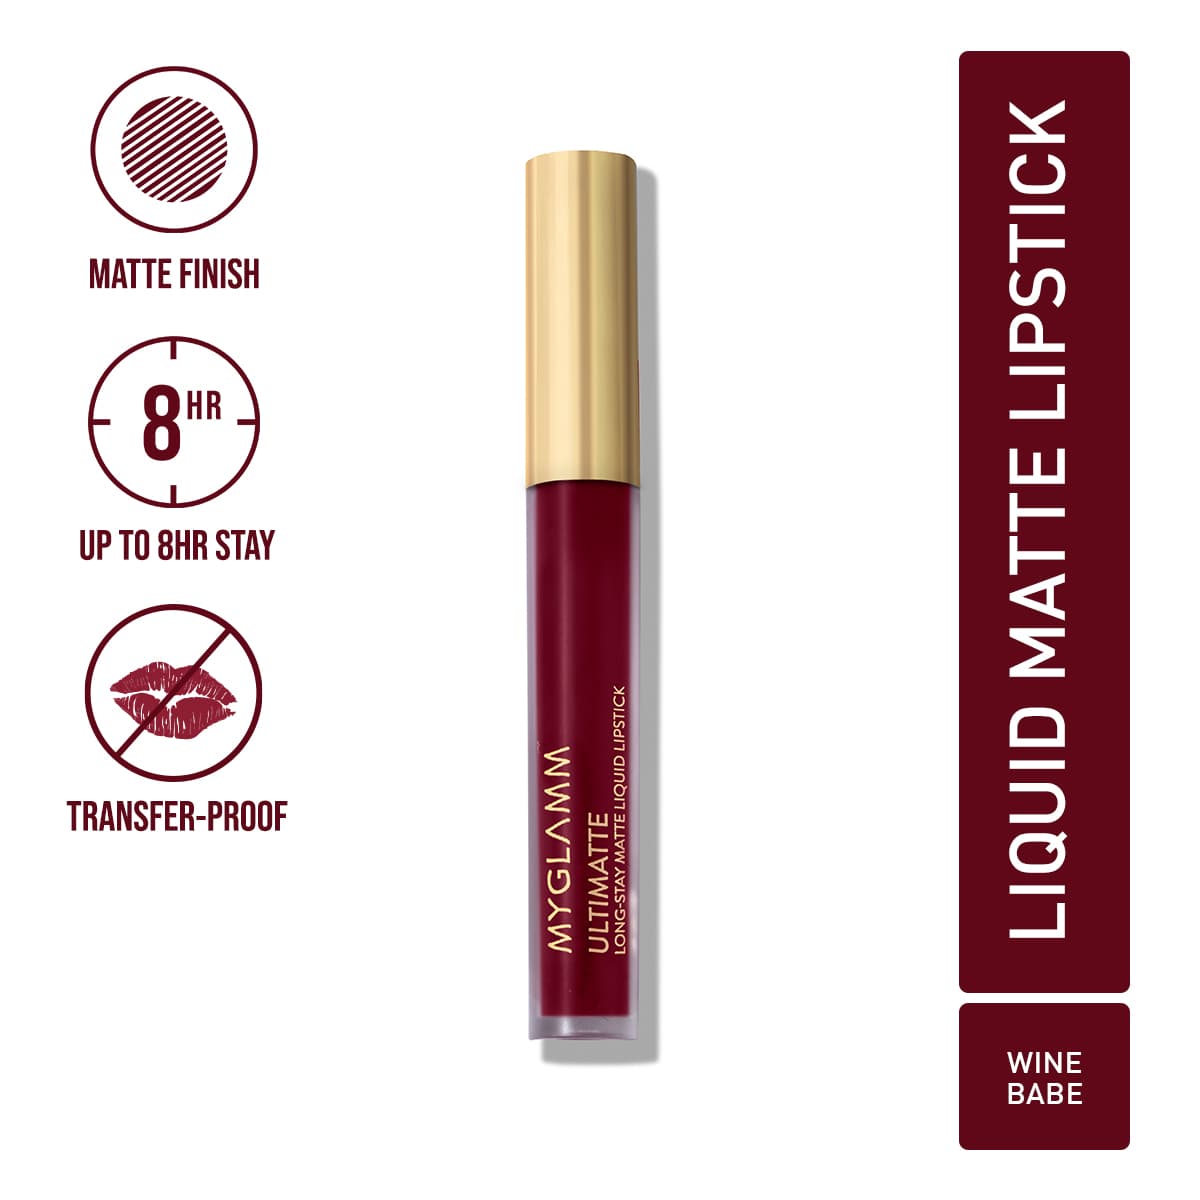 MATTE FINISH
8 HR
UP TO 8HR STAY
TRANSFER-PROOF
MYGLAMM
ULTIMATTE
LONG-STAY MATTE LIQUID LIPSTICK
LIQUID MATTE LIPSTICK
WINE
BABE